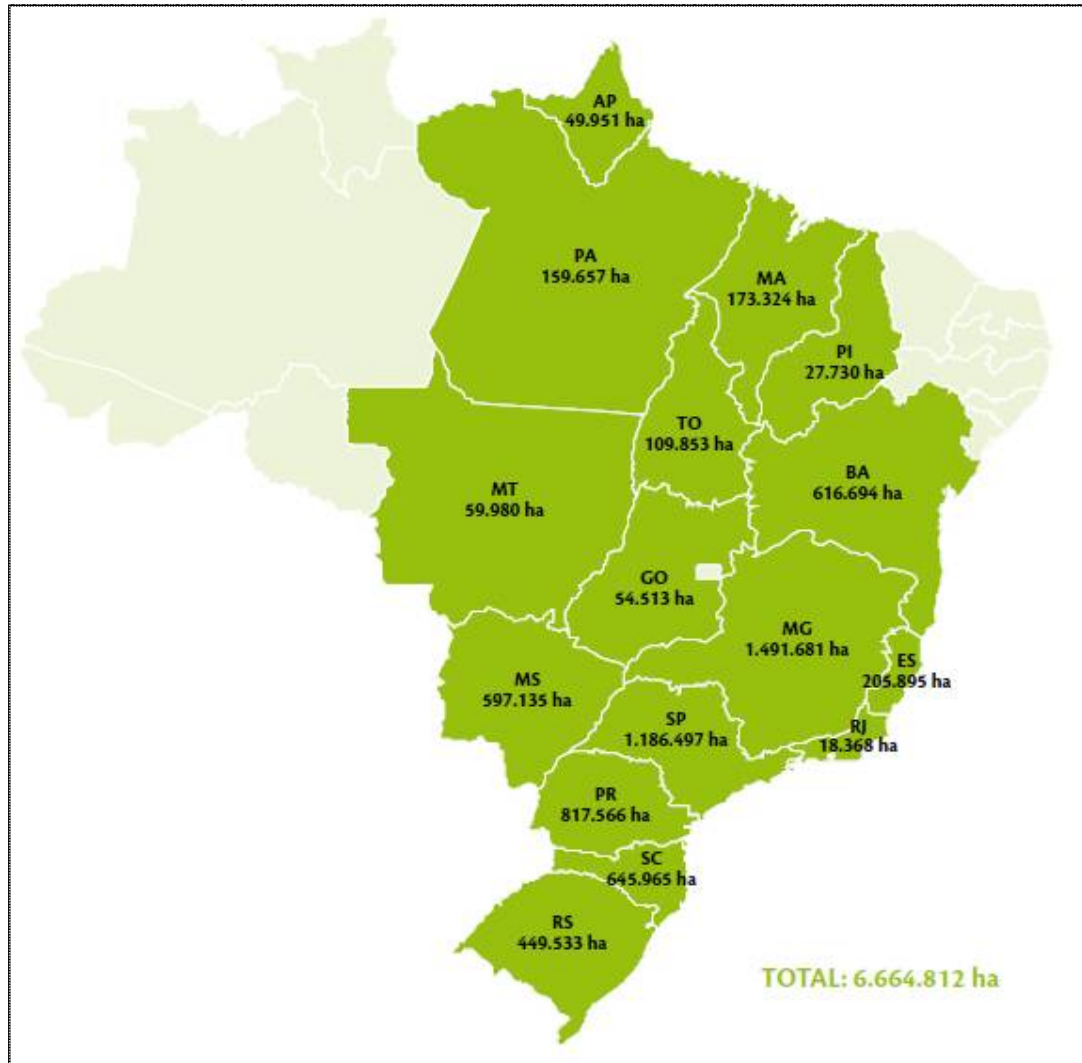 AP
49.951 ha
PA
159.657 ha
MA
173.324 ha
PI
27.730 ha
TO
109.853 ha
BA
616.694 ha
MT
59.980 ha
GO
54.513 ha
MG
1.491.681 ha
ES
205.895 ha
MS
597.135 ha
SP
1.186.497 ha
RJ
18.368 ha
PR
817.566 ha
SC
645.965 ha
RS
449.533 ha
TOTAL: 6.664.812 ha